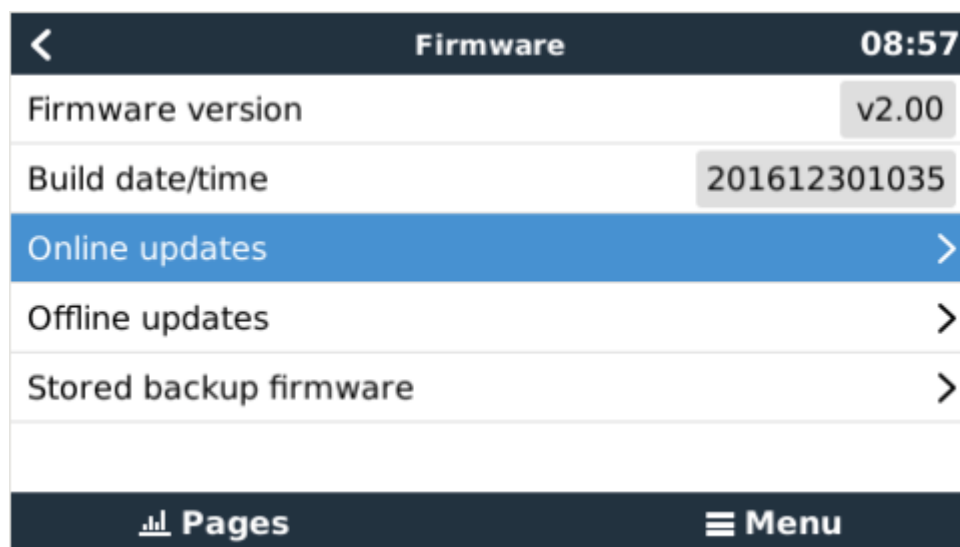 Firmware 08:57
Firmware version v2.00
Build date/time 201612301035
Online updates
Offline updates
Stored backup firmware
Pages Menu